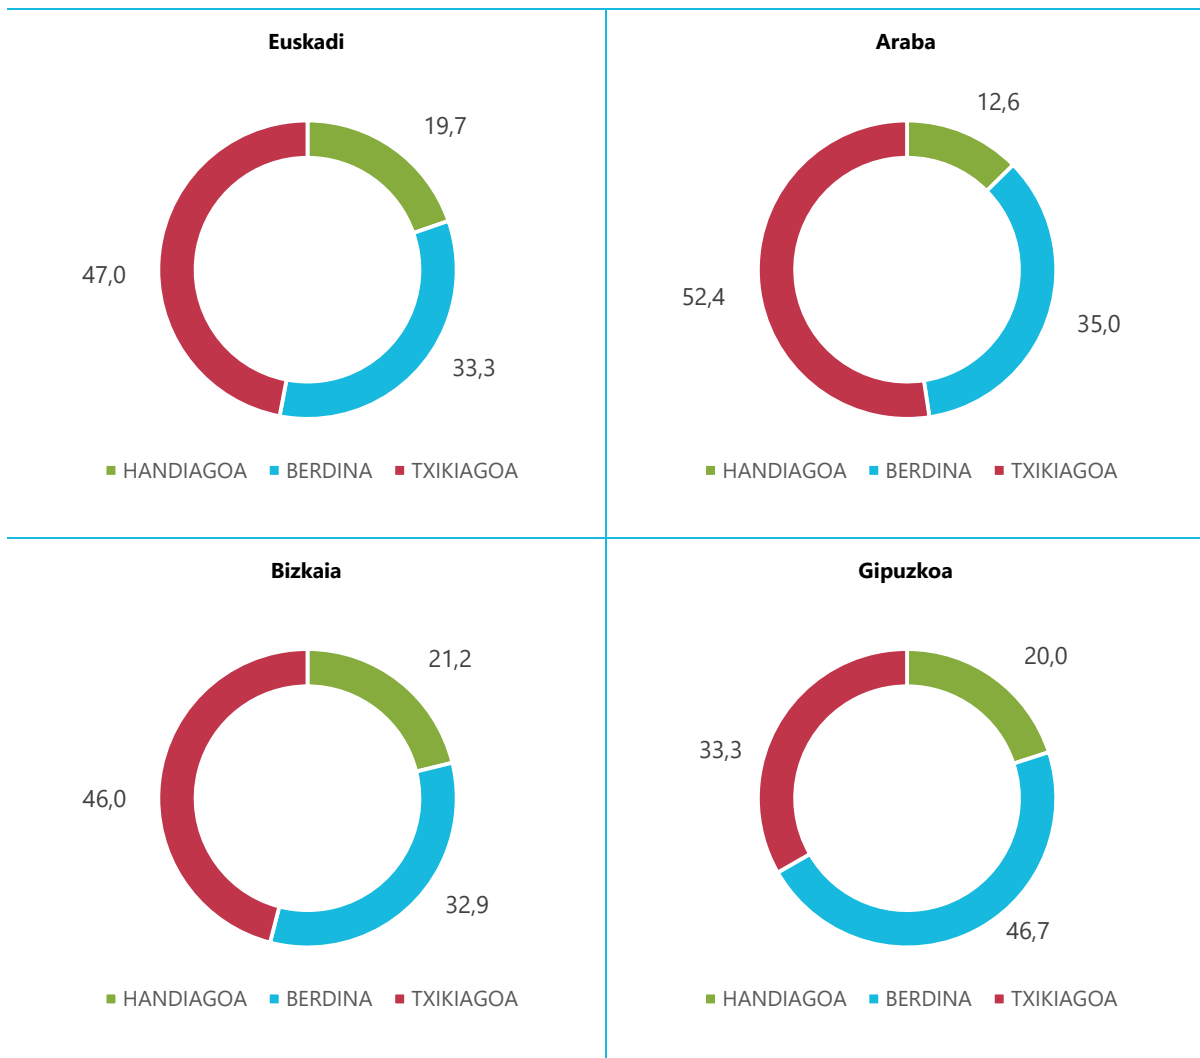 Euskadi
19,7
47,0
33,3
HANDIAGOA BERDINA TXIKIAGOA
Araba
12,6
52,4
35,0
HANDIAGOA BERDINA TXIKIAGOA
Bizkaia
21,2
46,0
32,9
HANDIAGOA BERDINA TXIKIAGOA
Gipuzkoa
20,0
33,3
46,7
HANDIAGOA BERDINA TXIKIAGOA